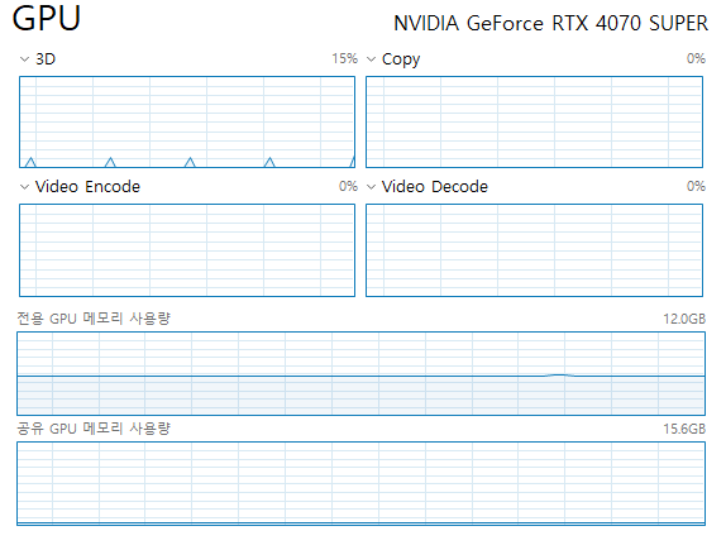 GPU NVIDIA GeForce RTX 4070 SUPER
3D 15% Copy 0%
Video Encode 0% Video Decode 0%
전용 GPU 메모리 사용량 12.0GB
공유 GPU 메모리 사용량 15.6GB